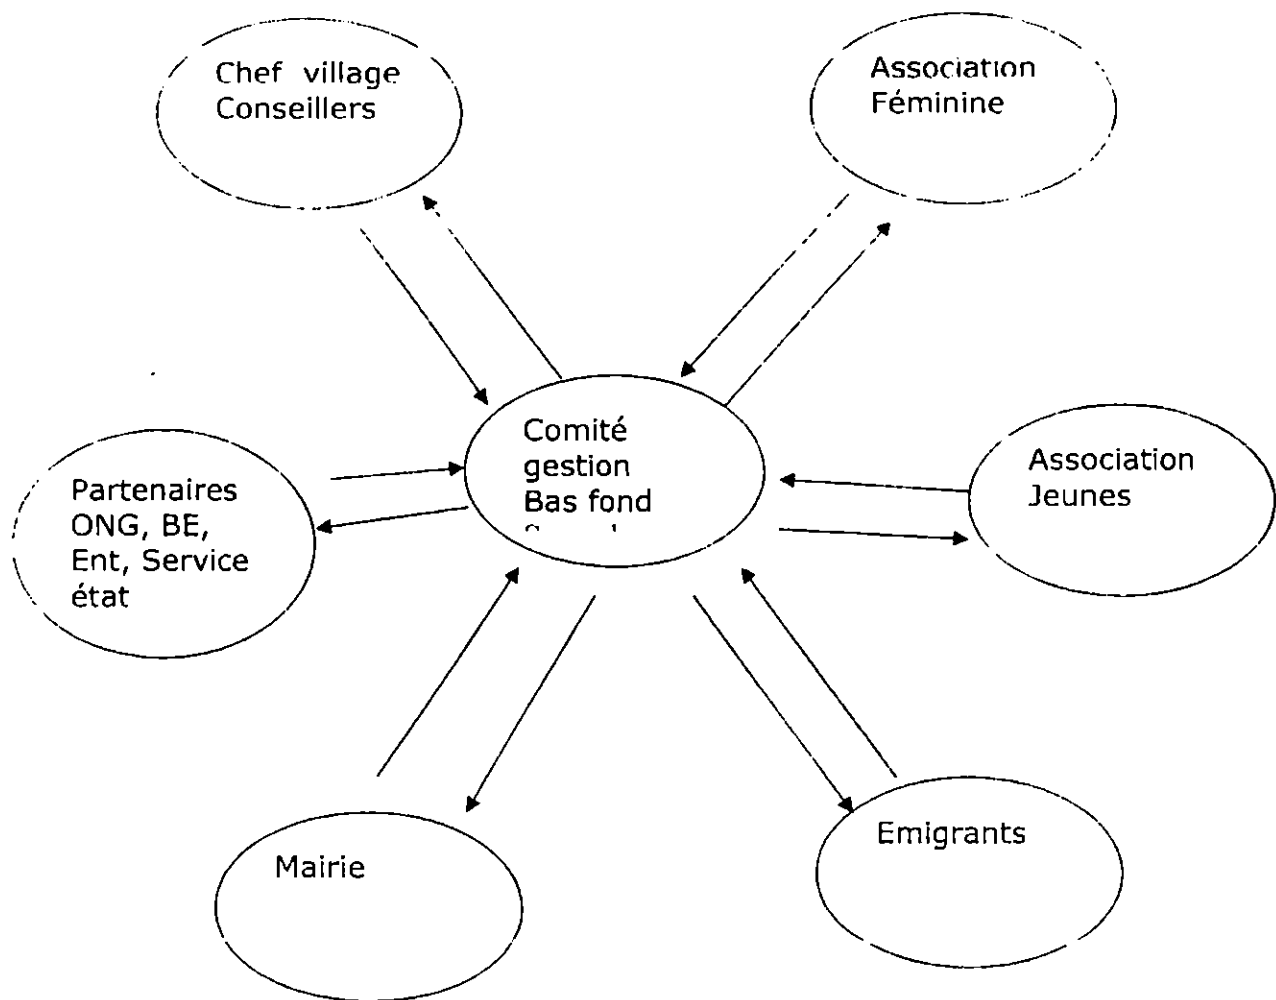 Chef village
Conseillers
Association
Féminine
Comité
gestion
Bas fond
Association
Jeunes
Partenaires
ONG, BE,
Ent, Service
état
Emigrants
Mairie